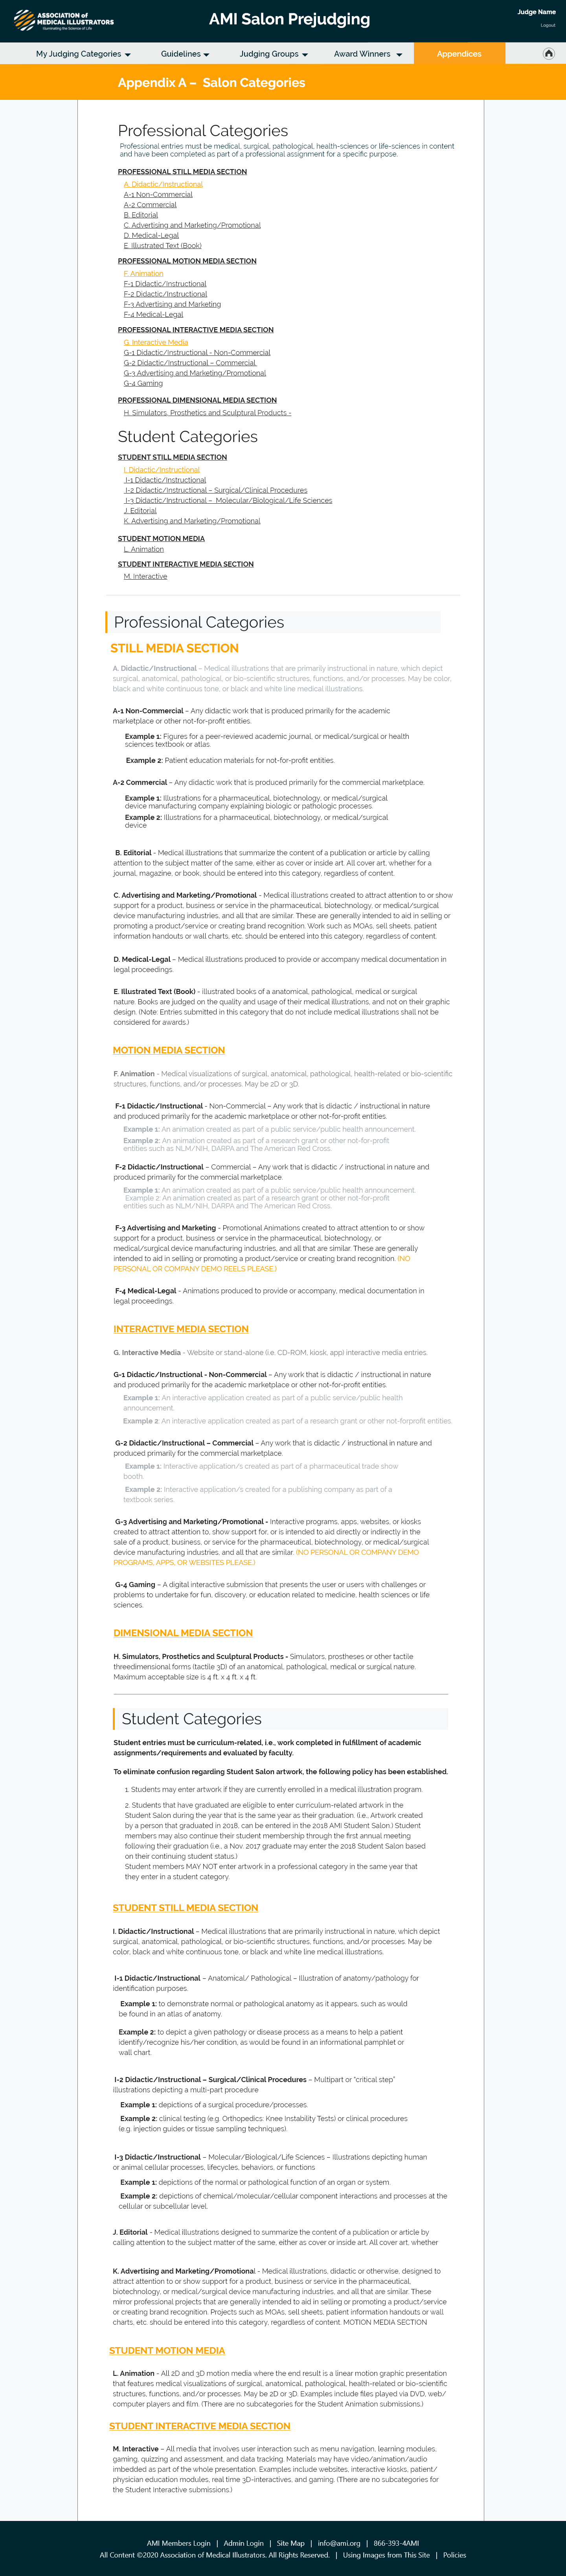 ASSOCIATION of
MEDICAL ILLUSTRATORS
Illuminating the Science of Life
AMI Salon Prejudging
Judge Name
Logout
My Judging Categories
Guidelines
Judging Groups
Award Winners
Appendices
Appendix A – Salon Categories
Professional Categories
Professional entries must be medical, surgical, pathological, health-sciences or life-sciences in content
and have been completed as part of a professional assignment for a specific purpose.
PROFESSIONAL STILL MEDIA SECTION
A. Didactic/Instructional
A-1 Non-Commercial
A-2 Commercial
B. Editorial
C. Advertising and Marketing/Promotional
D. Medical-Legal
E. Illustrated Text (Book)
PROFESSIONAL MOTION MEDIA SECTION
F. Animation
F-1 Didactic/Instructional
F-2 Didactic/Instructional
F-3 Advertising and Marketing
F-4 Medical-Legal
PROFESSIONAL INTERACTIVE MEDIA SECTION
G. Interactive Media
G-1 Didactic/Instructional - Non-Commercial
G-2 Didactic/Instructional – Commercial
G-3 Advertising and Marketing/Promotional
G-4 Gaming
PROFESSIONAL DIMENSIONAL MEDIA SECTION
H. Simulators, Prosthetics and Sculptural Products -
Student Categories
STUDENT STILL MEDIA SECTION
I. Didactic/Instructional
I-1 Didactic/Instructional
I-2 Didactic/Instructional – Surgical/Clinical Procedures
I-3 Didactic/Instructional – Molecular/Biological/Life Sciences
J. Editorial
K. Advertising and Marketing/Promotional
STUDENT MOTION MEDIA
L. Animation
STUDENT INTERACTIVE MEDIA SECTION
M. Interactive
Professional Categories
STILL MEDIA SECTION
A. Didactic/Instructional - Medical illustrations that are primarily instructional in nature, which depict
surgical, anatomical, pathological, or bio-scientific structures, functions, and/or processes. May be color,
black and white continuous tone, or black and white line medical illustrations.
A-1 Non-Commercial – Any didactic work that is produced primarily for the academic
marketplace or other not-for-profit entities.
Example 1: Figures for a peer-reviewed academic journal, or medical/surgical or health
sciences textbook or atlas.
Example 2: Patient education materials for not-for-profit entities.
A-2 Commercial – Any didactic work that is produced primarily for the commercial marketplace.
Example 1: Illustrations for a pharmaceutical, biotechnology, or medical/surgical
device manufacturing company explaining biologic or pathologic processes.
Example 2: Illustrations for a pharmaceutical, biotechnology, or medical/surgical
device
B. Editorial - Medical illustrations that summarize the content of a publication or article by calling
attention to the subject matter of the same, either as cover or inside art. All cover art, whether for a
journal, magazine, or book, should be entered into this category, regardless of content.
C. Advertising and Marketing/Promotional - Medical illustrations created to attract attention to or show
support for a product, business or service in the pharmaceutical, biotechnology, or medical/surgical
device manufacturing industries, and all that are similar. These are generally intended to aid in selling or
promoting a product/service or creating brand recognition. Work such as MOAs, sell sheets, patient
information handouts or wall charts, etc. should be entered into this category, regardless of content.
D. Medical-Legal – Medical illustrations produced to provide or accompany medical documentation in
legal proceedings.
E. Illustrated Text (Book) - illustrated books of a anatomical, pathological, medical or surgical
nature. Books are judged on the quality and usage of their medical illustrations, and not on their graphic
design. (Note: Entries submitted in this category that do not include medical illustrations shall not be
considered for awards.)
MOTION MEDIA SECTION
F. Animation - Medical visualizations of surgical, anatomical, pathological, health-related or bio-scientific
structures, functions, and/or processes. May be 2D or 3D.
F-1 Didactic/Instructional - Non-Commercial – Any work that is didactic / instructional in nature
and produced primarily for the academic marketplace or other not-for-profit entities.
Example 1: An animation created as part of a public service/public health announcement.
Example 2: An animation created as part of a research grant or other not-for-profit
entities such as NLM/NIH, DARPA and The American Red Cross.
F-2 Didactic/Instructional – Commercial – Any work that is didactic / instructional in nature and
produced primarily for the commercial marketplace.
Example 1: An animation created as part of a public service/public health announcement.
Example 2: An animation created as part of a research grant or other not-for-profit
entities such as NLM/NIH, DARPA and The American Red Cross.
F-3 Advertising and Marketing - Promotional Animations created to attract attention to or show
support for a product, business or service in the pharmaceutical, biotechnology, or
medical/surgical device manufacturing industries, and all that are similar. These are generally
intended to aid in selling or promoting a product/service or creating brand recognition. (NO
PERSONAL OR COMPANY DEMO REELS PLEASE.)
F-4 Medical-Legal - Animations produced to provide or accompany, medical documentation in
legal proceedings.
INTERACTIVE MEDIA SECTION
G. Interactive Media - Website or stand-alone (i.e. CD-ROM, kiosk, app) interactive media entries.
G-1 Didactic/Instructional - Non-Commercial – Any work that is didactic / instructional in nature
and produced primarily for the academic marketplace or other not-for-profit entities.
Example 1: An interactive application created as part of a public service/public health
announcement.
Example 2: An interactive application created as part of a research grant or other not-forprofit entities.
G-2 Didactic/Instructional – Commercial – Any work that is didactic / instructional in nature and
produced primarily for the commercial marketplace.
Example 1: Interactive application/s created as part of a pharmaceutical trade show
booth.
Example 2: Interactive application/s created for a publishing company as part of a
textbook series.
G-3 Advertising and Marketing/Promotional - Interactive programs, apps, websites, or kiosks
created to attract attention to, show support for, or is intended to aid directly or indirectly in the
sale of a product, business, or service for the pharmaceutical, biotechnology, or medical/surgical
device manufacturing industries, and all that are similar. (NO PERSONAL OR COMPANY DEMO
PROGRAMS, APPS, OR WEBSITES PLEASE.)
G-4 Gaming – A digital interactive submission that presents the user or users with challenges or
problems to undertake for fun, discovery, or education related to medicine, health sciences or life
sciences.
DIMENSIONAL MEDIA SECTION
H. Simulators, Prosthetics and Sculptural Products - Simulators, prostheses or other tactile
threedimensional forms (tactile 3D) of an anatomical, pathological, medical or surgical nature.
Maximum acceptable size is 4 ft. x 4 ft. x 4 ft.
Student Categories
Student entries must be curriculum-related, i.e., work completed in fulfillment of academic
assignments/requirements and evaluated by faculty.
To eliminate confusion regarding Student Salon artwork, the following policy has been established.
1. Students may enter artwork if they are currently enrolled in a medical illustration program.
2. Students that have graduated are eligible to enter curriculum-related artwork in the
Student Salon during the year that is the same year as their graduation. (i.e., Artwork created
by a person that graduated in 2018, can be entered in the 2018 AMI Student Salon.) Student
members may also continue their student membership through the first annual meeting
following their graduation (i.e., a Nov. 2017 graduate may enter the 2018 Student Salon based
on their continuing student status.)
Student members MAY NOT enter artwork in a professional category in the same year that
they enter in a student category.
STUDENT STILL MEDIA SECTION
I. Didactic/Instructional – Medical illustrations that are primarily instructional in nature, which depict
surgical, anatomical, pathological, or bio-scientific structures, functions, and/or processes. May be
color, black and white continuous tone, or black and white line medical illustrations.
I-1 Didactic/Instructional – Anatomical/ Pathological – Illustration of anatomy/pathology for
identification purposes.
Example 1: to demonstrate normal or pathological anatomy as it appears, such as would
be found in an atlas of anatomy.
Example 2: to depict a given pathology or disease process as a means to help a patient
identify/recognize his/her condition, as would be found in an informational pamphlet or
wall chart.
I-2 Didactic/Instructional – Surgical/Clinical Procedures – Multipart or "critical step"
illustrations depicting a multi-part procedure
Example 1: depictions of a surgical procedure/processes.
Example 2: clinical testing (e.g. Orthopedics: Knee Instability Tests) or clinical procedures
(e.g. injection guides or tissue sampling techniques).
I-3 Didactic/Instructional – Molecular/Biological/Life Sciences – Illustrations depicting human
or animal cellular processes, lifecycles, behaviors, or functions
Example 1: depictions of the normal or pathological function of an organ or system.
Example 2: depictions of chemical/molecular/cellular component interactions and processes at the
cellular or subcellular level.
J. Editorial - Medical illustrations designed to summarize the content of a publication or article by
calling attention to the subject matter of the same, either as cover or inside art. All cover art, whether
K. Advertising and Marketing/Promotional - Medical illustrations, didactic or otherwise, designed to
attract attention to or show support for a product, business or service in the pharmaceutical,
biotechnology, or medical/surgical device manufacturing industries, and all that are similar. These
mirror professional projects that are generally intended to aid in selling or promoting a product/service
or creating brand recognition. Projects such as MOAs, sell sheets, patient information handouts or wall
charts, etc. should be entered into this category, regardless of content. MOTION MEDIA SECTION
STUDENT MOTION MEDIA
L. Animation - All 2D and 3D motion media where the end result is a linear motion graphic presentation
that features medical visualizations of surgical, anatomical, pathological, health-related or bio-scientific
structures, functions, and/or processes. May be 2D or 3D. Examples include files played via DVD, web/
computer players and film. (There are no subcategories for the Student Animation submissions.)
STUDENT INTERACTIVE MEDIA SECTION
M. Interactive – All media that involves user interaction such as menu navigation, learning modules,
gaming, quizzing and assessment, and data tracking. Materials may have video/animation/audio
imbedded as part of the whole presentation. Examples include websites, interactive kiosks, patient/
physician education modules, real time 3D-interactives, and gaming. (There are no subcategories for
the Student Interactive submissions.)
AMI Members Login | Admin Login | Site Map | info@ami.org | 866-393-4AMI
All Content ©2020 Association of Medical Illustrators. All Rights Reserved. | Using Images from This Site | Policies